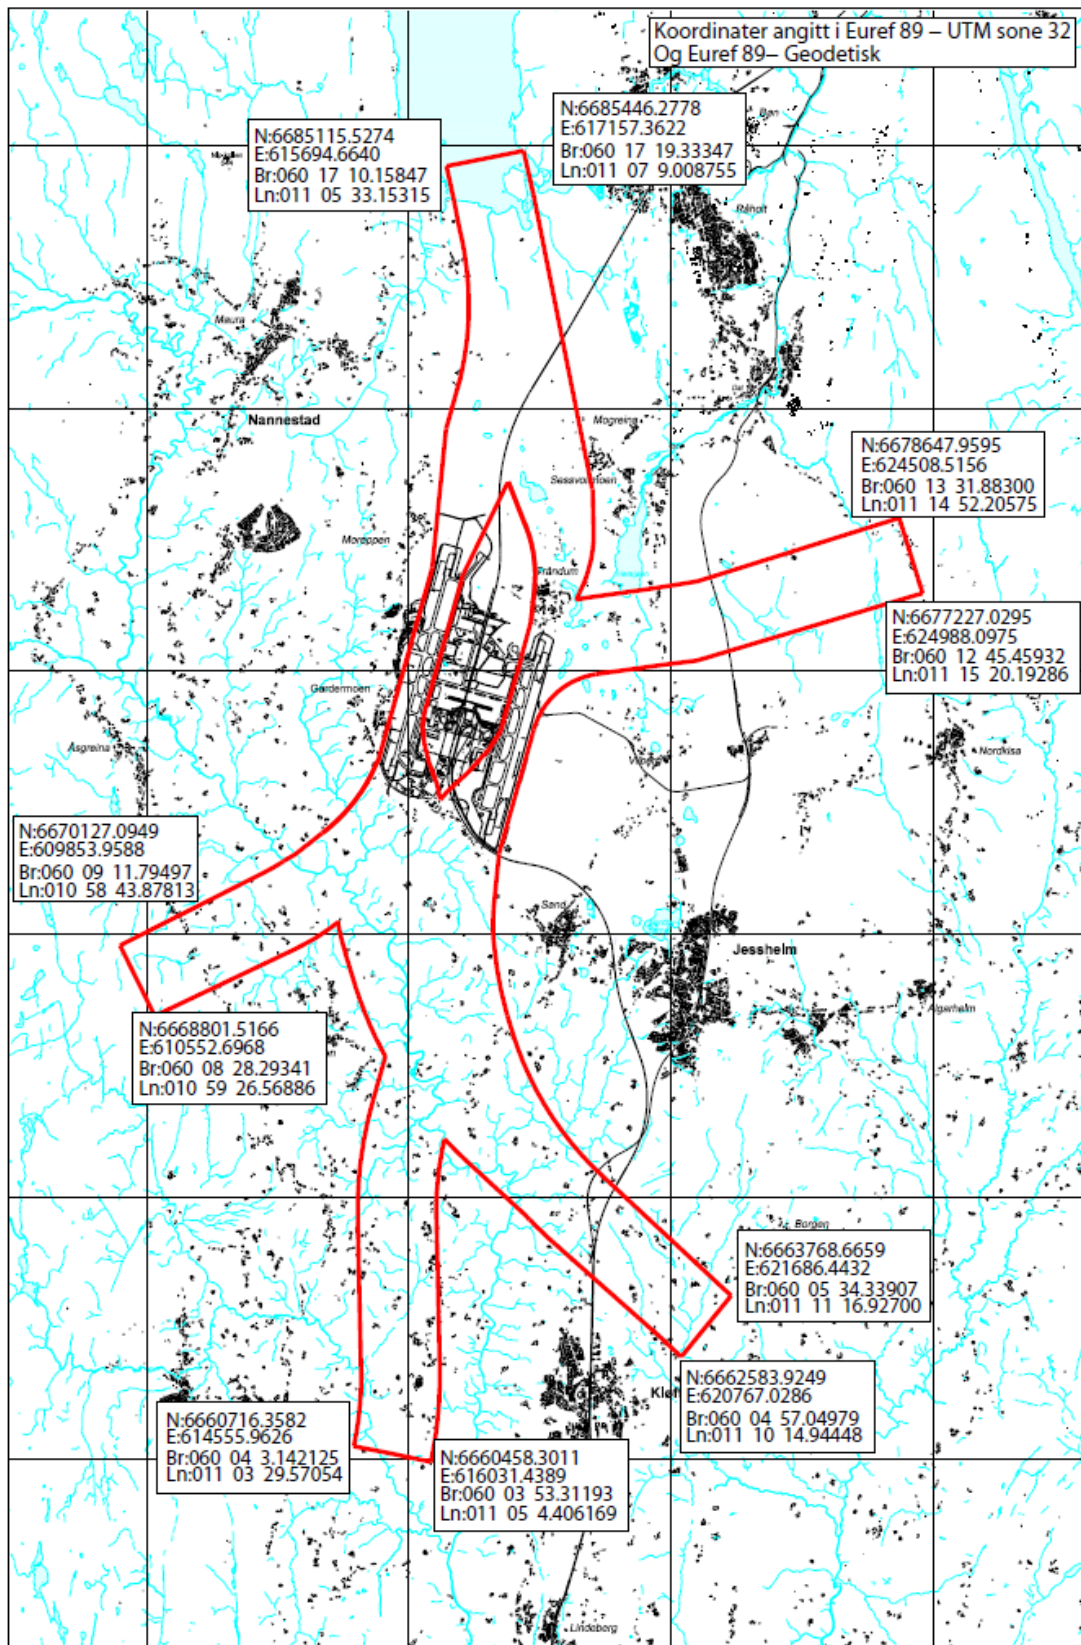 Koordinater angitt i Euref 89 – UTM sone 32
Og Euref 89– Geodetisk
N:6685446.2778
E:617157.3622
Br:060 17 19.33347
Ln:011 07 9.008755
N:6685115.5274
E:615694.6640
Br:060 17 10.15847
Ln:011 05 33.15315
Bøn
Råholt
Maura
Nannestad
Mogreina
Sessvollmoen
N:6678647.9595
E:624508.5156
Br:060 13 31.88300
Ln:011 14 52.20575
Moreppen
Trandum
N:6677227.0295
E:624988.0975
Br:060 12 45.45932
Ln:011 15 20.19286
Gardermoen
Åsgreina
Nordkisa
N:6670127.0949
E:609853.9588
Br:060 09 11.79497
Ln:010 58 43.87813
Sand
Jessheim
Algarheim
N:6668801.5166
E:610552.6968
Br:060 08 28.29341
Ln:010 59 26.56886
Borgen
N:6663768.6659
E:621686.4432
Br:060 05 34.33907
Ln:011 11 16.92700
N:6662583.9249
E:620767.0286
Br:060 04 57.04979
Ln:011 10 14.94448
Kløf
N:6660716.3582
E:614555.9626
Br:060 04 3.142125
Ln:011 03 29.57054
N:6660458.3011
E:616031.4389
Br:060 03 53.31193
Ln:011 05 4.406169
Lindeberg